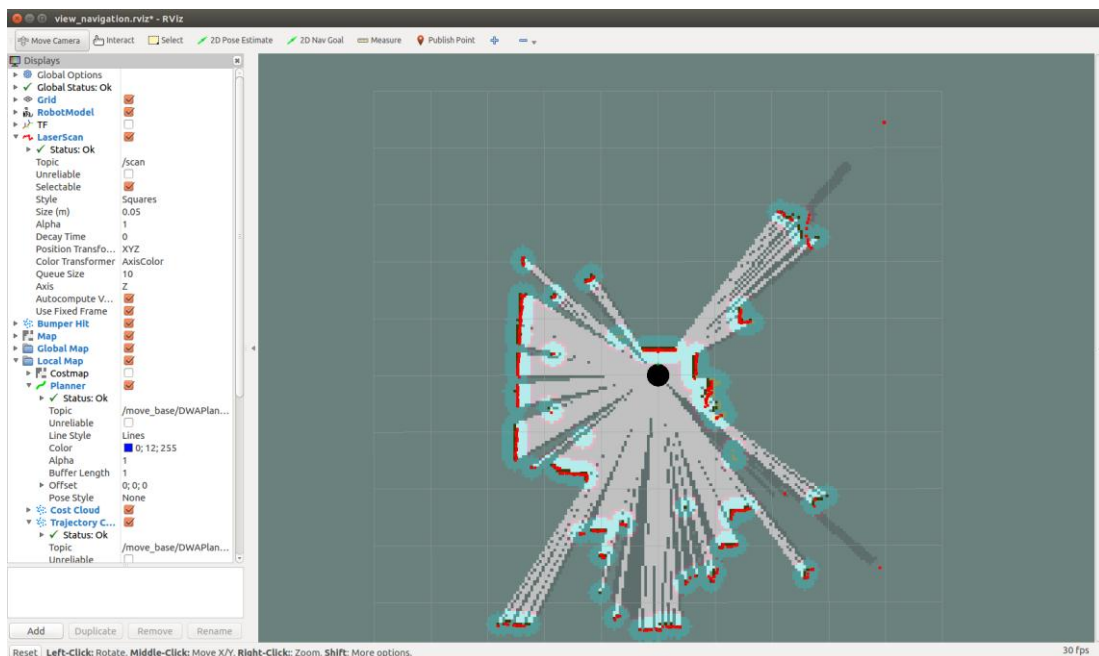 view_navigation.rviz* - RViz
Move Camera Interact Select 2D Pose Estimate 2D Nav Goal Measure Publish Point
Displays
Global Options
Global Status: Ok
Grid
RobotModel
TF
LaserScan
Status: Ok
Topic /scan
Unreliable
Selectable
Style Squares
Size (m) 0.05
Alpha 1
Decay Time 0
Position Transfo... XYZ
Color Transformer AxisColor
Queue Size 10
Axis Z
Autocompute V...
Use Fixed Frame
Bumper Hit
Map
Global Map
Local Map
Costmap
Planner
Status: Ok
Topic /move_base/DWAPlan...
Unreliable
Line Style Lines
Color 0; 12; 255
Alpha 1
Buffer Length 1
Offset 0; 0; 0
Pose Style None
Cost Cloud
Trajectory C...
Status: Ok
Topic /move_base/DWAPlan...
Unreliable
Add Duplicate Remove Rename
Reset Left-Click: Rotate. Middle-Click: Move X/Y. Right-Click:: Zoom. Shift: More options. 30 fps